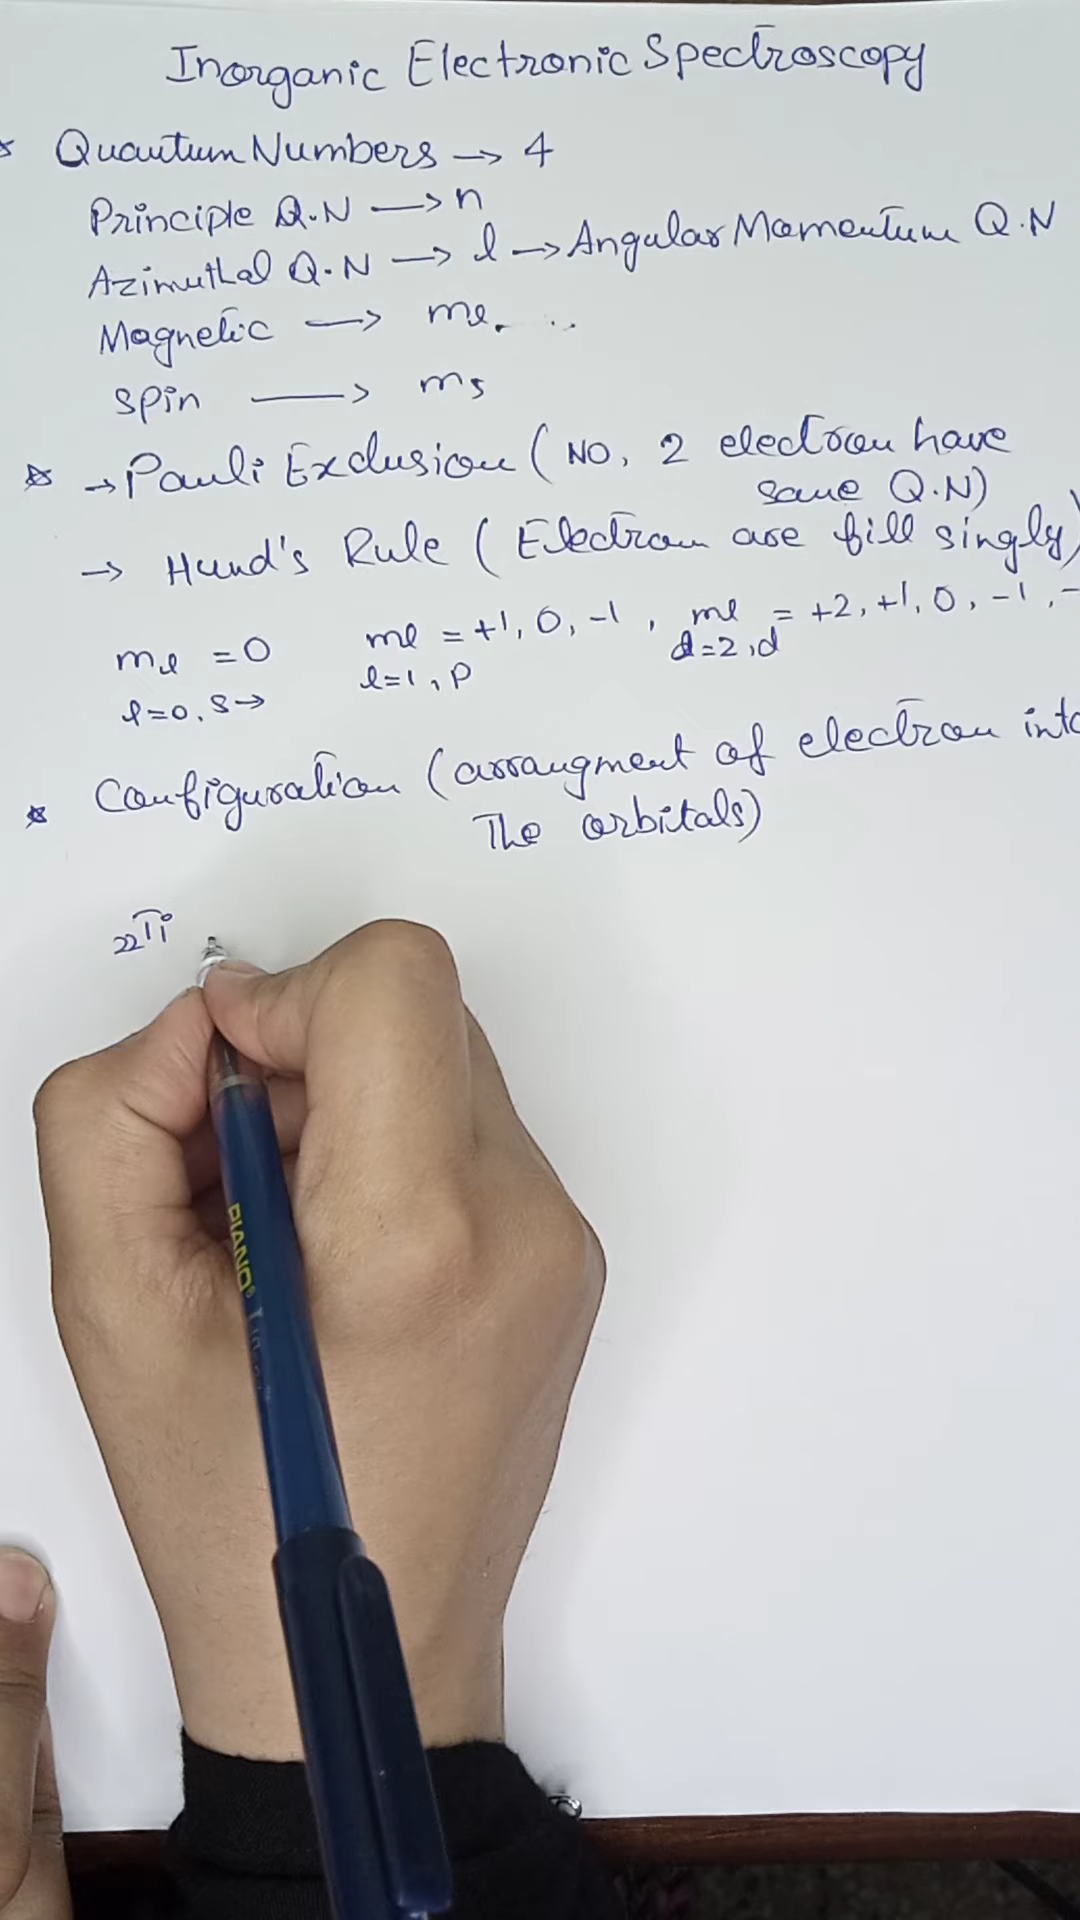 Inorganic Electronic Spectroscopy
Quantum Numbers → 4
Principle Q.N → n
Azimuthal Q.N → l → Angular Momentum Q.N
Magnetic → ml.
Spin → ms
→ Pauli Exclusion (NO, 2 electron have
same Q.N)
→ Hund's Rule (Electron are fill singly)
ml = 0 ml = +1, 0, -1, ml = +2, +1, 0, -1, -
l=0, s→ l=1, p d=2, d
Configuration (arrangment of electron into
The orbitals)
22Ti
PIANO